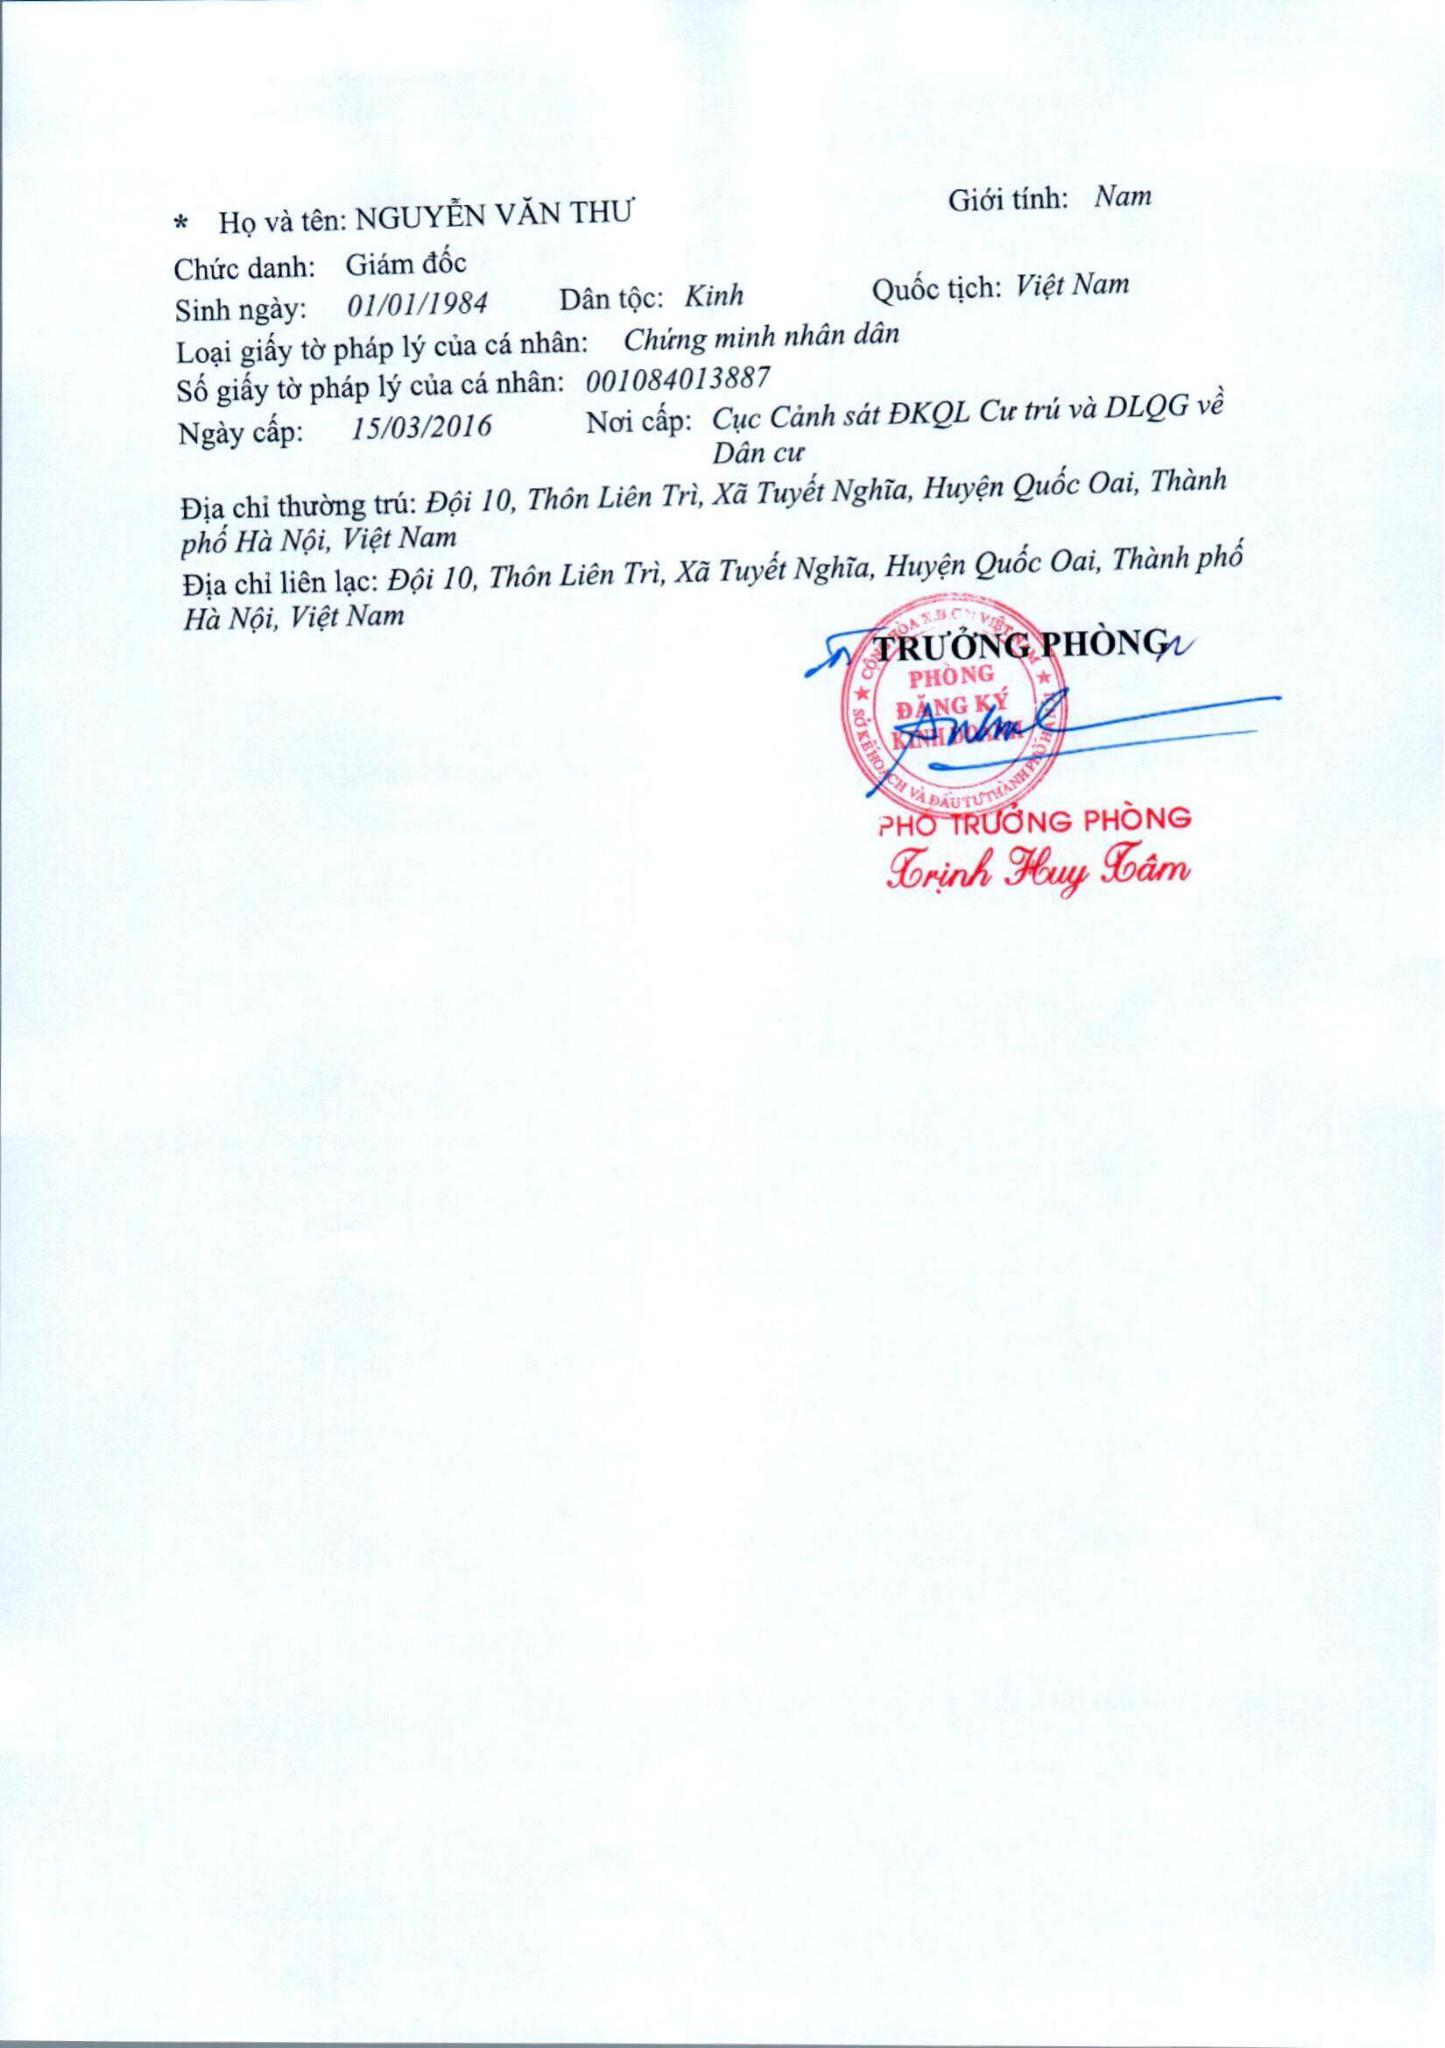 * Họ và tên: NGUYỄN VĂN THƯ Giới tính: Nam
Chức danh: Giám đốc
Sinh ngày: 01/01/1984 Dân tộc: Kinh Quốc tịch: Việt Nam
Loại giấy tờ pháp lý của cá nhân: Chứng minh nhân dân
Số giấy tờ pháp lý của cá nhân: 001084013887
Ngày cấp: 15/03/2016 Nơi cấp: Cục Cảnh sát ĐKQL Cư trú và DLQG về
Dân cư
Địa chỉ thường trú: Đội 10, Thôn Liên Trì, Xã Tuyết Nghĩa, Huyện Quốc Oai, Thành
phố Hà Nội, Việt Nam
Địa chỉ liên lạc: Đội 10, Thôn Liên Trì, Xã Tuyết Nghĩa, Huyện Quốc Oai, Thành phố
Hà Nội, Việt Nam
TRƯỞNG PHÒNG
CỘNG HÒA X.H.C.N VIỆT NAM
PHÒNG
ĐĂNG KÝ
KINH DOANH
SỞ KẾ HOẠCH VÀ ĐẦU TƯ THÀNH PHỐ HÀ NỘI
PHÓ TRƯỞNG PHÒNG
Trịnh Huy Tâm